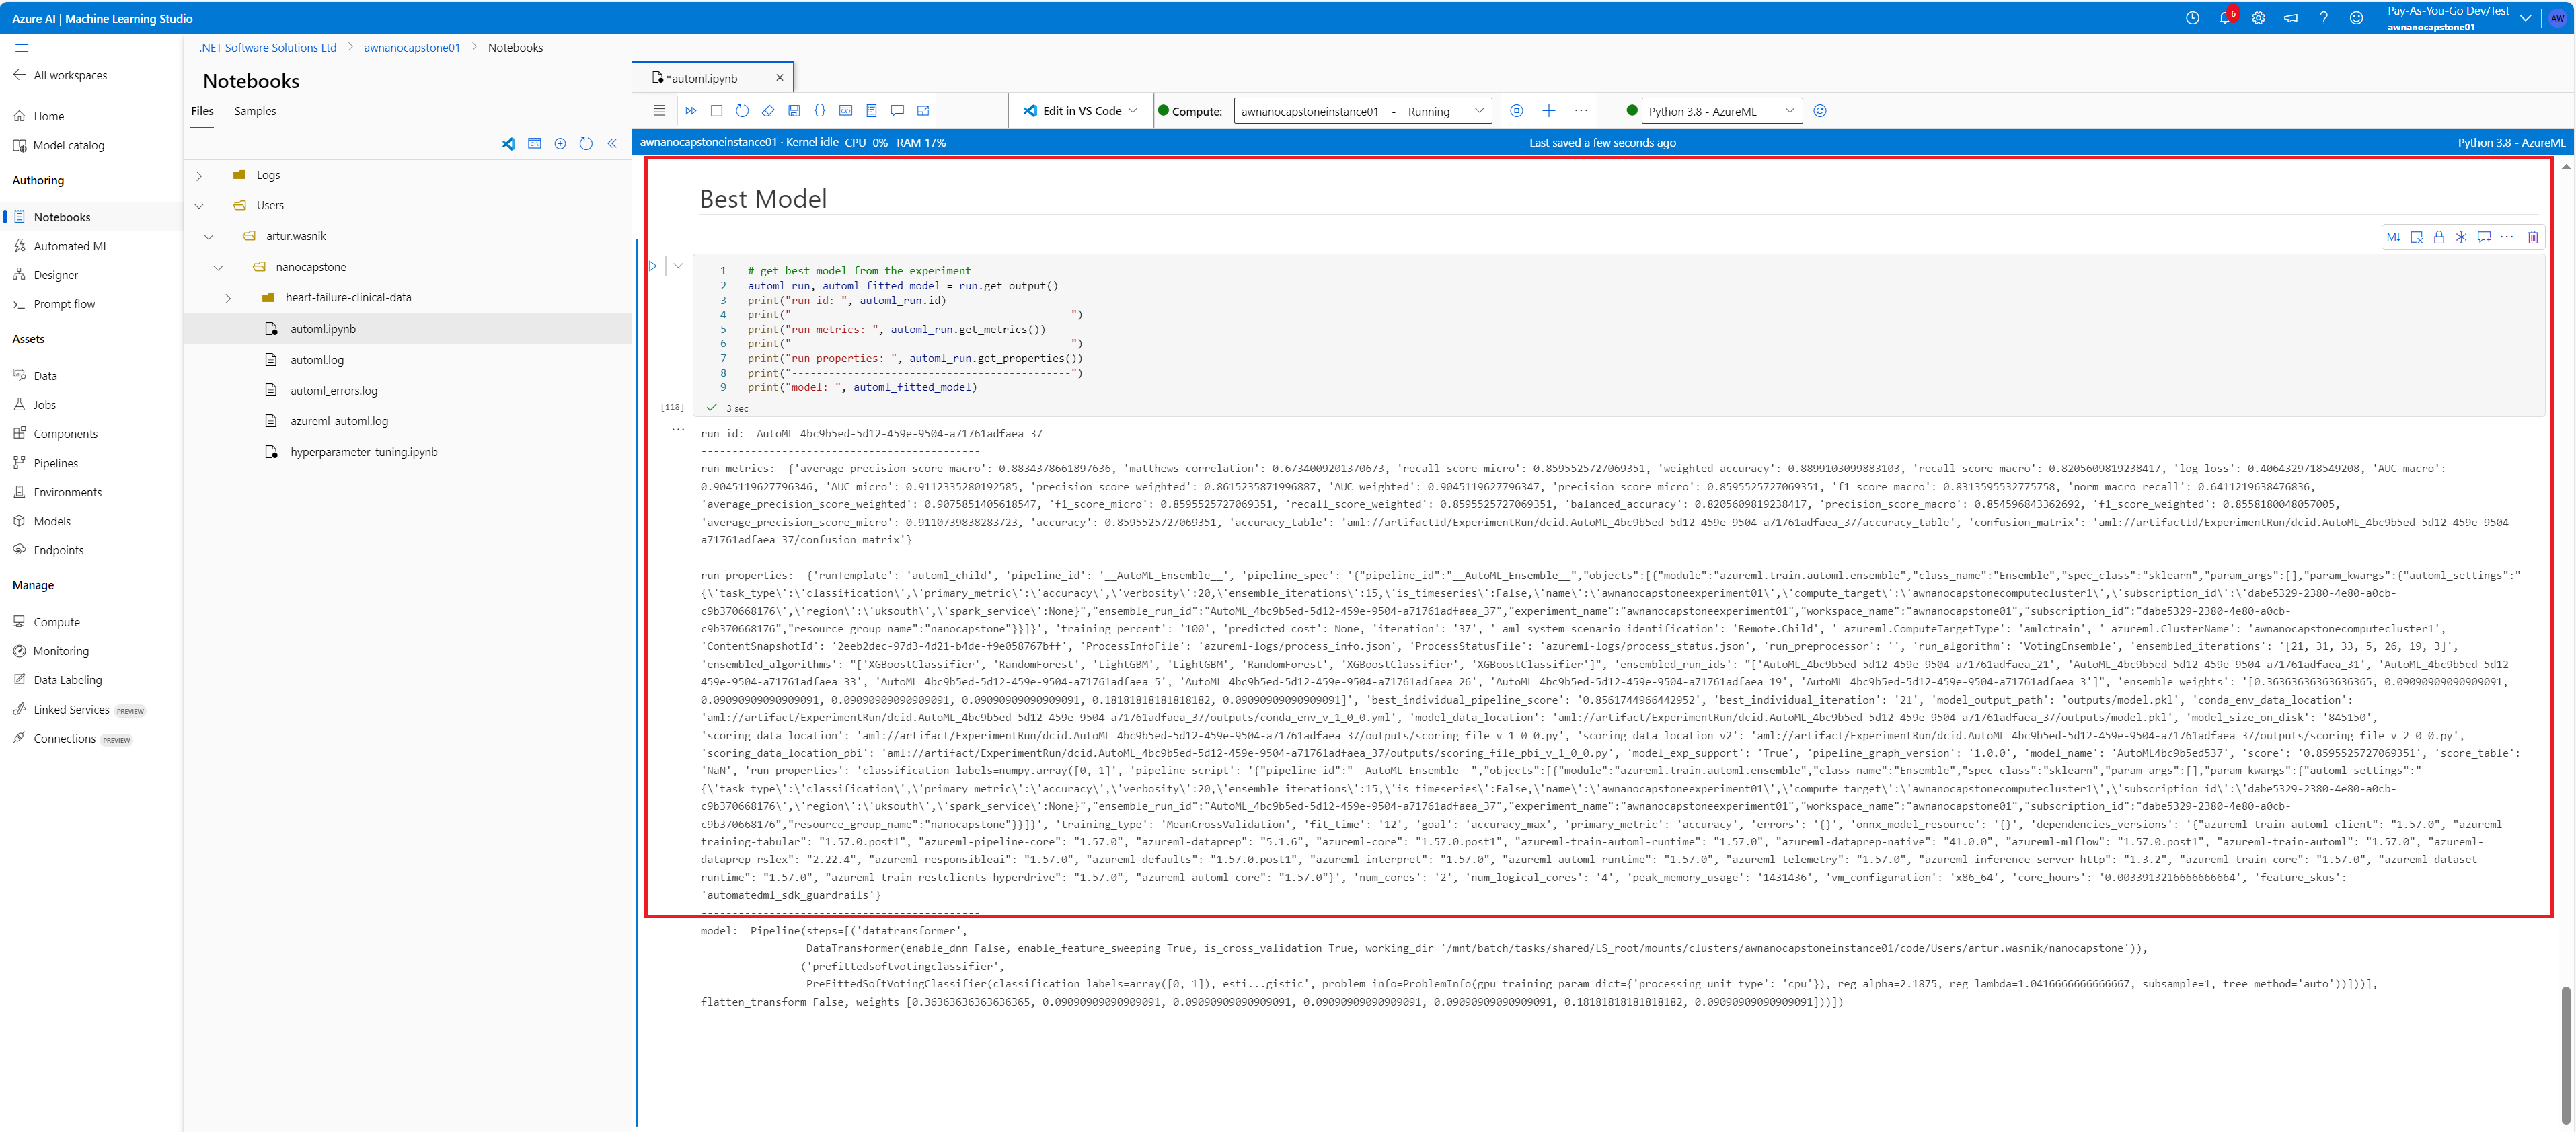 Azure AI | Machine Learning Studio
6
Pay-As-You-Go Dev/Test
awnanocapstone01
AW
All workspaces
Home
Model catalog
Authoring
Notebooks
Automated ML
Designer
Prompt flow
Assets
Data
Jobs
Components
Pipelines
Environments
Models
Endpoints
Manage
Compute
Monitoring
Data Labeling
Linked Services PREVIEW
Connections PREVIEW
.NET Software Solutions Ltd > awnanocapstone01 > Notebooks
Notebooks
Files Samples
Logs
Users
artur.wasnik
nanocapstone
heart-failure-clinical-data
automl.ipynb
automl.log
automl_errors.log
azureml_automl.log
hyperparameter_tuning.ipynb
*automl.ipynb
Edit in VS Code
Compute: awnanocapstoneinstance01 - Running
Python 3.8 - AzureML
awnanocapstoneinstance01 · Kernel idle CPU 0% RAM 17%
Last saved a few seconds ago
Python 3.8 - AzureML
Best Model
M↓
1 # get best model from the experiment
2 automl_run, automl_fitted_model = run.get_output()
3 print("run id: ", automl_run.id)
4 print("---------------------------------------------")
5 print("run metrics: ", automl_run.get_metrics())
6 print("---------------------------------------------")
7 print("run properties: ", automl_run.get_properties())
8 print("---------------------------------------------")
9 print("model: ", automl_fitted_model)
[118] 3 sec
run id: AutoML_4bc9b5ed-5d12-459e-9504-a71761adfaea_37
---------------------------------------------
run metrics: {'average_precision_score_macro': 0.8834378661897636, 'matthews_correlation': 0.6734009201370673, 'recall_score_micro': 0.8595525727069351, 'weighted_accuracy': 0.8899103099883103, 'recall_score_macro': 0.8205609819238417, 'log_loss': 0.4064329718549208, 'AUC_macro':
0.9045119627796346, 'AUC_micro': 0.9112335280192585, 'precision_score_weighted': 0.8615235871996887, 'AUC_weighted': 0.9045119627796347, 'precision_score_micro': 0.8595525727069351, 'f1_score_macro': 0.8313595532775758, 'norm_macro_recall': 0.6411219638476836,
'average_precision_score_weighted': 0.9075851405618547, 'f1_score_micro': 0.8595525727069351, 'recall_score_weighted': 0.8595525727069351, 'balanced_accuracy': 0.8205609819238417, 'precision_score_macro': 0.854596843362692, 'f1_score_weighted': 0.8558180048057005,
'average_precision_score_micro': 0.9110739838283723, 'accuracy': 0.8595525727069351, 'accuracy_table': 'aml://artifactId/ExperimentRun/dcid.AutoML_4bc9b5ed-5d12-459e-9504-a71761adfaea_37/accuracy_table', 'confusion_matrix': 'aml://artifactId/ExperimentRun/dcid.AutoML_4bc9b5ed-5d12-459e-9504-
a71761adfaea_37/confusion_matrix'}
---------------------------------------------
run properties: {'runTemplate': 'automl_child', 'pipeline_id': '__AutoML_Ensemble__', 'pipeline_spec': '{"pipeline_id":"__AutoML_Ensemble__","objects":[{"module":"azureml.train.automl.ensemble","class_name":"Ensemble","spec_class":"sklearn","param_args":[],"param_kwargs":{"automl_settings":"
{\'task_type\':\'classification\',\'primary_metric\':\'accuracy\',\'verbosity\':20,\'ensemble_iterations\':15,\'is_timeseries\':False,\'name\':\'awnanocapstoneexperiment01\',\'compute_target\':\'awnanocapstonecomputecluster1\',\'subscription_id\':\'dabe5329-2380-4e80-a0cb-
c9b370668176\',\'region\':\'uksouth\',\'spark_service\':None}","ensemble_run_id":"AutoML_4bc9b5ed-5d12-459e-9504-a71761adfaea_37","experiment_name":"awnanocapstoneexperiment01","workspace_name":"awnanocapstone01","subscription_id":"dabe5329-2380-4e80-a0cb-
c9b370668176","resource_group_name":"nanocapstone"}}]}', 'training_percent': '100', 'predicted_cost': None, 'iteration': '37', '_aml_system_scenario_identification': 'Remote.Child', '_azureml.ComputeTargetType': 'amlctrain', '_azureml.ClusterName': 'awnanocapstonecomputecluster1',
'ContentSnapshotId': '2eeb2dec-97d3-4d21-b4de-f9e058767bff', 'ProcessInfoFile': 'azureml-logs/process_info.json', 'ProcessStatusFile': 'azureml-logs/process_status.json', 'run_preprocessor': '', 'run_algorithm': 'VotingEnsemble', 'ensembled_iterations': '[21, 31, 33, 5, 26, 19, 3]',
'ensembled_algorithms': "['XGBoostClassifier', 'RandomForest', 'LightGBM', 'LightGBM', 'RandomForest', 'XGBoostClassifier', 'XGBoostClassifier']", 'ensembled_run_ids': "['AutoML_4bc9b5ed-5d12-459e-9504-a71761adfaea_21', 'AutoML_4bc9b5ed-5d12-459e-9504-a71761adfaea_31', 'AutoML_4bc9b5ed-5d12-
459e-9504-a71761adfaea_33', 'AutoML_4bc9b5ed-5d12-459e-9504-a71761adfaea_5', 'AutoML_4bc9b5ed-5d12-459e-9504-a71761adfaea_26', 'AutoML_4bc9b5ed-5d12-459e-9504-a71761adfaea_19', 'AutoML_4bc9b5ed-5d12-459e-9504-a71761adfaea_3']", 'ensemble_weights': '[0.36363636363636365, 0.09090909090909091,
0.09090909090909091, 0.09090909090909091, 0.09090909090909091, 0.18181818181818182, 0.09090909090909091]', 'best_individual_pipeline_score': '0.8561744966442952', 'best_individual_iteration': '21', 'model_output_path': 'outputs/model.pkl', 'conda_env_data_location':
'aml://artifact/ExperimentRun/dcid.AutoML_4bc9b5ed-5d12-459e-9504-a71761adfaea_37/outputs/conda_env_v_1_0_0.yml', 'model_data_location': 'aml://artifact/ExperimentRun/dcid.AutoML_4bc9b5ed-5d12-459e-9504-a71761adfaea_37/outputs/model.pkl', 'model_size_on_disk': '845150',
'scoring_data_location': 'aml://artifact/ExperimentRun/dcid.AutoML_4bc9b5ed-5d12-459e-9504-a71761adfaea_37/outputs/scoring_file_v_1_0_0.py', 'scoring_data_location_v2': 'aml://artifact/ExperimentRun/dcid.AutoML_4bc9b5ed-5d12-459e-9504-a71761adfaea_37/outputs/scoring_file_v_2_0_0.py',
'scoring_data_location_pbi': 'aml://artifact/ExperimentRun/dcid.AutoML_4bc9b5ed-5d12-459e-9504-a71761adfaea_37/outputs/scoring_file_pbi_v_1_0_0.py', 'model_exp_support': 'True', 'pipeline_graph_version': '1.0.0', 'model_name': 'AutoML4bc9b5ed537', 'score': '0.8595525727069351', 'score_table':
'NaN', 'run_properties': 'classification_labels=numpy.array([0, 1]', 'pipeline_script': '{"pipeline_id":"__AutoML_Ensemble__","objects":[{"module":"azureml.train.automl.ensemble","class_name":"Ensemble","spec_class":"sklearn","param_args":[],"param_kwargs":{"automl_settings":"
{\'task_type\':\'classification\',\'primary_metric\':\'accuracy\',\'verbosity\':20,\'ensemble_iterations\':15,\'is_timeseries\':False,\'name\':\'awnanocapstoneexperiment01\',\'compute_target\':\'awnanocapstonecomputecluster1\',\'subscription_id\':\'dabe5329-2380-4e80-a0cb-
c9b370668176\',\'region\':\'uksouth\',\'spark_service\':None}","ensemble_run_id":"AutoML_4bc9b5ed-5d12-459e-9504-a71761adfaea_37","experiment_name":"awnanocapstoneexperiment01","workspace_name":"awnanocapstone01","subscription_id":"dabe5329-2380-4e80-a0cb-
c9b370668176","resource_group_name":"nanocapstone"}}]}', 'training_type': 'MeanCrossValidation', 'fit_time': '12', 'goal': 'accuracy_max', 'primary_metric': 'accuracy', 'errors': '{}', 'onnx_model_resource': '{}', 'dependencies_versions': '{"azureml-train-automl-client": "1.57.0", "azureml-
training-tabular": "1.57.0.post1", "azureml-pipeline-core": "1.57.0", "azureml-dataprep": "5.1.6", "azureml-core": "1.57.0.post1", "azureml-train-automl-runtime": "1.57.0", "azureml-dataprep-native": "41.0.0", "azureml-mlflow": "1.57.0.post1", "azureml-train-automl": "1.57.0", "azureml-
dataprep-rslex": "2.22.4", "azureml-responsibleai": "1.57.0", "azureml-defaults": "1.57.0.post1", "azureml-interpret": "1.57.0", "azureml-automl-runtime": "1.57.0", "azureml-telemetry": "1.57.0", "azureml-inference-server-http": "1.3.2", "azureml-train-core": "1.57.0", "azureml-dataset-
runtime": "1.57.0", "azureml-train-restclients-hyperdrive": "1.57.0", "azureml-automl-core": "1.57.0"}', 'num_cores': '2', 'num_logical_cores': '4', 'peak_memory_usage': '1431436', 'vm_configuration': 'x86_64', 'core_hours': '0.0033913216666666664', 'feature_skus':
'automatedml_sdk_guardrails'}
---------------------------------------------
model: Pipeline(steps=[('datatransformer',
DataTransformer(enable_dnn=False, enable_feature_sweeping=True, is_cross_validation=True, working_dir='/mnt/batch/tasks/shared/LS_root/mounts/clusters/awnanocapstoneinstance01/code/Users/artur.wasnik/nanocapstone')),
('prefittedsoftvotingclassifier',
PreFittedSoftVotingClassifier(classification_labels=array([0, 1]), esti...gistic', problem_info=ProblemInfo(gpu_training_param_dict={'processing_unit_type': 'cpu'}), reg_alpha=2.1875, reg_lambda=1.0416666666666667, subsample=1, tree_method='auto'))]))],
flatten_transform=False, weights=[0.36363636363636365, 0.09090909090909091, 0.09090909090909091, 0.09090909090909091, 0.09090909090909091, 0.18181818181818182, 0.09090909090909091]))])